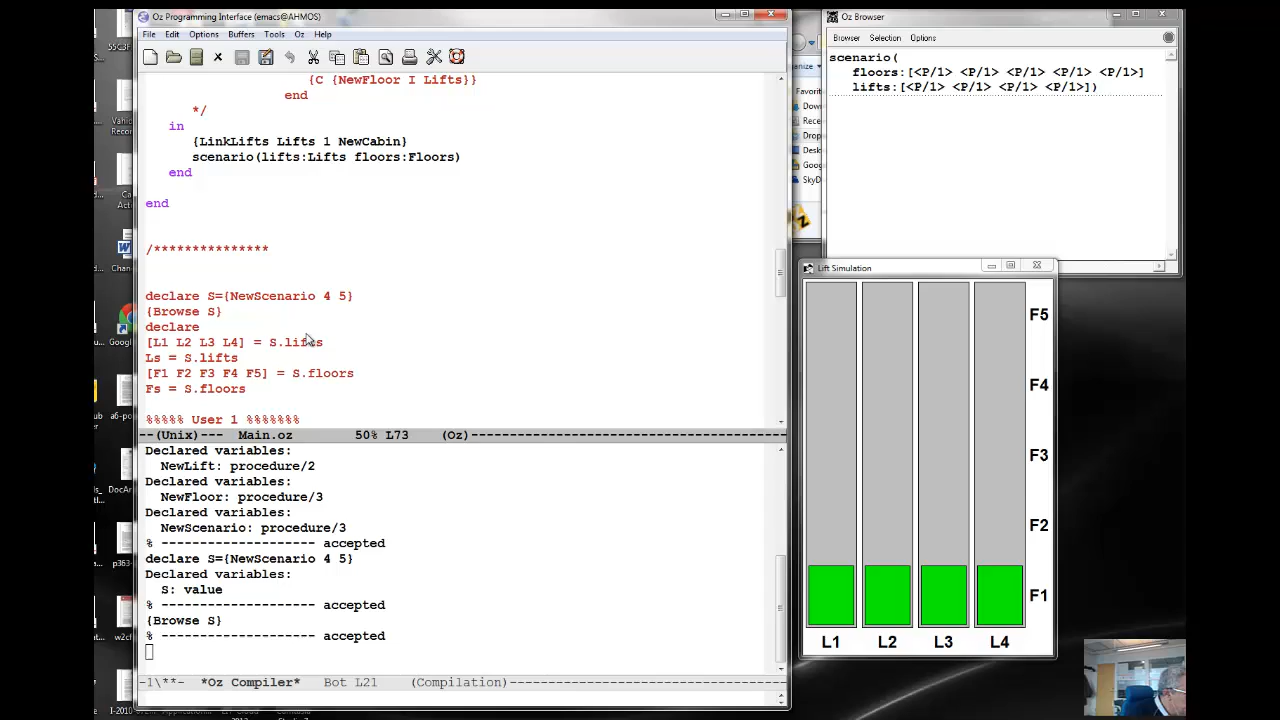 Oz Programming Interface (emacs@AHMOS)
File Edit Options Buffers Tools Oz Help
{C {NewFloor I Lifts}}
end
*/
in
{LinkLifts Lifts 1 NewCabin}
scenario(lifts:Lifts floors:Floors)
end
end
/***************
declare S={NewScenario 4 5}
{Browse S}
declare
[L1 L2 L3 L4] = S.lifts
Ls = S.lifts
[F1 F2 F3 F4 F5] = S.floors
Fs = S.floors
%%%%% User 1 %%%%%%%
--(Unix)--- Main.oz 50% L73 (Oz)
Declared variables:
NewLift: procedure/2
Declared variables:
NewFloor: procedure/3
Declared variables:
NewScenario: procedure/3
% -------------------- accepted
declare S={NewScenario 4 5}
Declared variables:
S: value
% -------------------- accepted
{Browse S}
% -------------------- accepted
-1\**- *Oz Compiler* Bot L21 (Compilation)
Oz Browser
Browser Selection Options
scenario(
floors:[<P/1> <P/1> <P/1> <P/1> <P/1>]
lifts:[<P/1> <P/1> <P/1> <P/1>])
Lift Simulation
F5
F4
F3
F2
F1
L1 L2 L3 L4